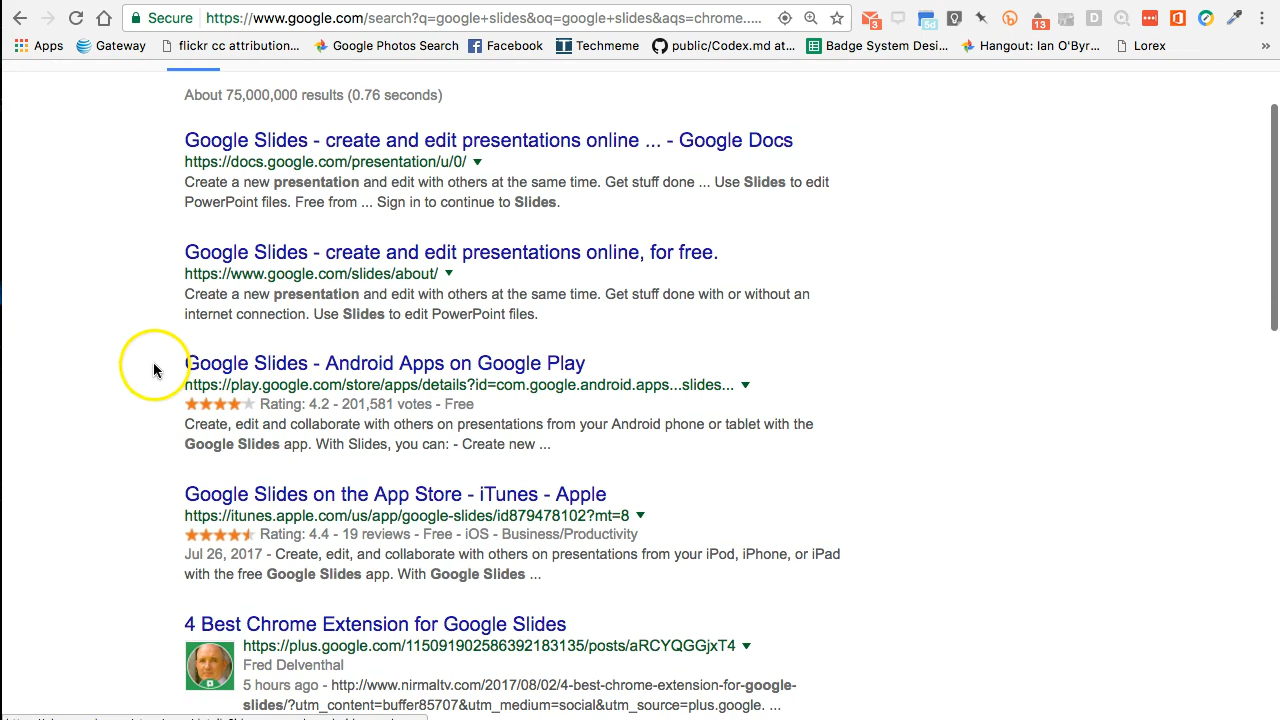 Secure https://www.google.com/search?q=google+slides&oq=google+slides&aqs=chrome..... 3 5d 13
Apps Gateway flickr cc attribution... Google Photos Search Facebook Techmeme public/Codex.md at... Badge System Desi... Hangout: Ian O'Byr... Lorex »
About 75,000,000 results (0.76 seconds)
Google Slides - create and edit presentations online ... - Google Docs
https://docs.google.com/presentation/u/0/
Create a new presentation and edit with others at the same time. Get stuff done ... Use Slides to edit
PowerPoint files. Free from ... Sign in to continue to Slides.
Google Slides - create and edit presentations online, for free.
https://www.google.com/slides/about/
Create a new presentation and edit with others at the same time. Get stuff done with or without an
internet connection. Use Slides to edit PowerPoint files.
Google Slides - Android Apps on Google Play
https://play.google.com/store/apps/details?id=com.google.android.apps...slides...
Rating: 4.2 - 201,581 votes - Free
Create, edit and collaborate with others on presentations from your Android phone or tablet with the
Google Slides app. With Slides, you can: - Create new ...
Google Slides on the App Store - iTunes - Apple
https://itunes.apple.com/us/app/google-slides/id879478102?mt=8
Rating: 4.4 - 19 reviews - Free - iOS - Business/Productivity
Jul 26, 2017 - Create, edit, and collaborate with others on presentations from your iPod, iPhone, or iPad
with the free Google Slides app. With Google Slides ...
4 Best Chrome Extension for Google Slides
https://plus.google.com/115091902586392183135/posts/aRCYQGGjxT4
Fred Delventhal
5 hours ago - http://www.nirmaltv.com/2017/08/02/4-best-chrome-extension-for-google-
slides/?utm_content=buffer85707&utm_medium=social&utm_source=plus.google. ...